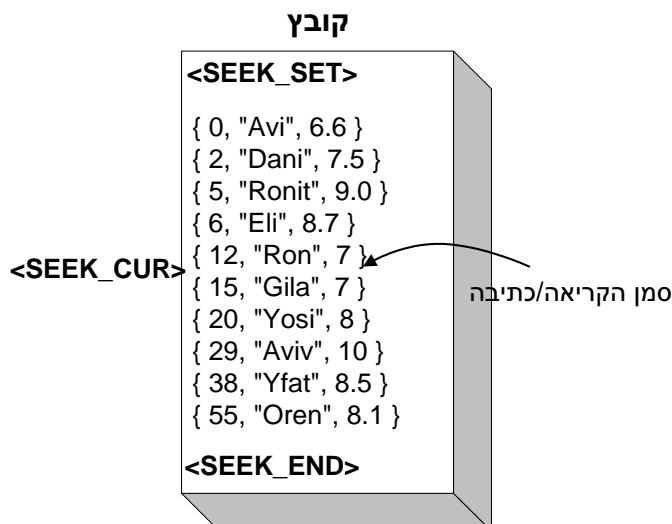 קובץ
<SEEK_SET>
{ 0, "Avi", 6.6 }
{ 2, "Dani", 7.5 }
{ 5, "Ronit", 9.0 }
{ 6, "Eli", 8.7 }
{ 12, "Ron", 7 }
<SEEK_CUR>
{ 15, "Gila", 7 }
סמן הקריאה/כתיבה
{ 20, "Yosi", 8 }
{ 29, "Aviv", 10 }
{ 38, "Yfat", 8.5 }
{ 55, "Oren", 8.1 }
<SEEK_END>